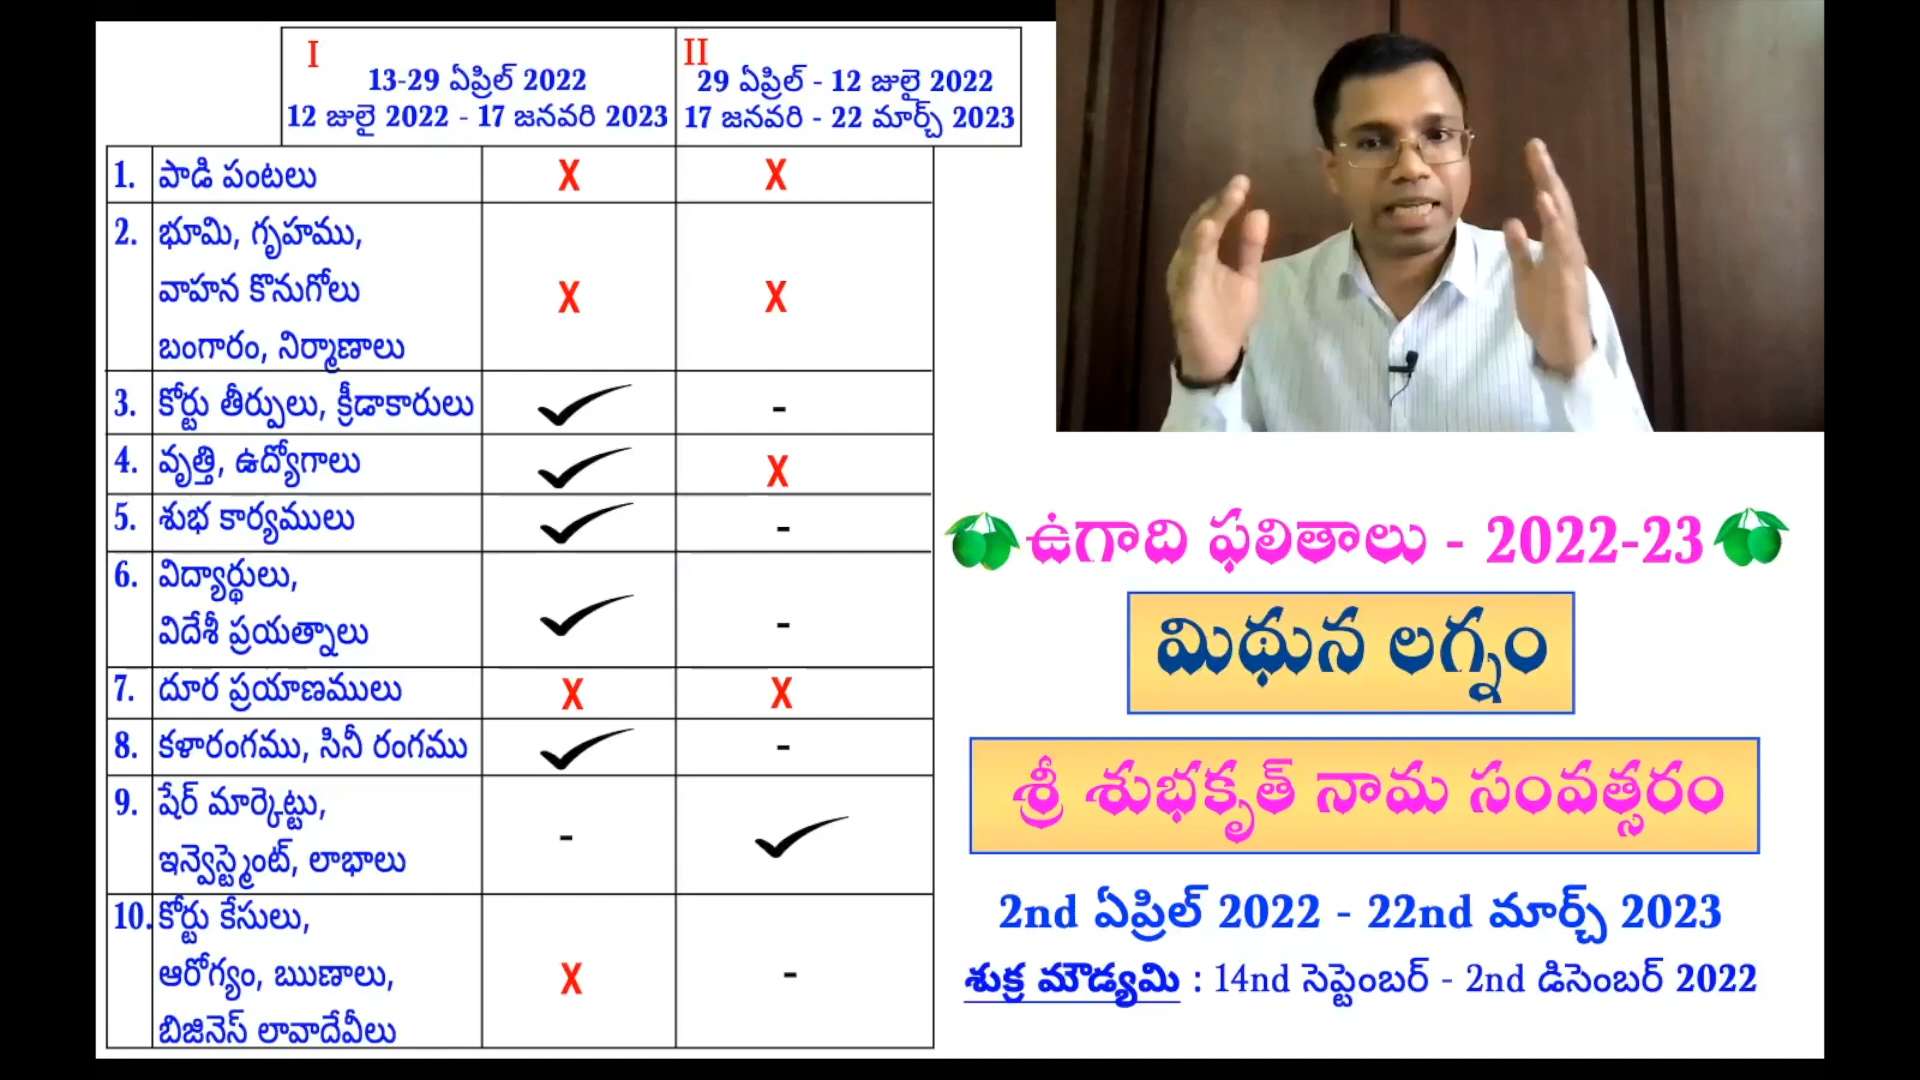 I
13-29 ఏప్రిల్ 2022
12 జులై 2022 - 17 జనవరి 2023
II
29 ఏప్రిల్ - 12 జులై 2022
17 జనవరి - 22 మార్చ్ 2023
1. పాడి పంటలు X X
2. భూమి, గృహము,
వాహన కొనుగోలు X X
బంగారం, నిర్మాణాలు
3. కోర్టు తీర్పులు, క్రీడాకారులు ✓ -
4. వృత్తి, ఉద్యోగాలు ✓ X
5. శుభ కార్యములు ✓ -
6. విద్యార్థులు,
విదేశీ ప్రయత్నాలు ✓ -
7. దూర ప్రయాణములు X X
8. కళారంగము, సినీ రంగము ✓ -
9. షేర్ మార్కెట్టు,
ఇన్వెస్ట్మెంట్, లాభాలు - ✓
10. కోర్టు కేసులు,
ఆరోగ్యం, ఋణాలు, X -
బిజినెస్ లావాదేవీలు
ఉగాది ఫలితాలు - 2022-23
మిథున లగ్నం
శ్రీ శుభకృత్ నామ సంవత్సరం
2nd ఏప్రిల్ 2022 - 22nd మార్చ్ 2023
శుక్ర మౌడ్యమి : 14nd సెప్టెంబర్ - 2nd డిసెంబర్ 2022